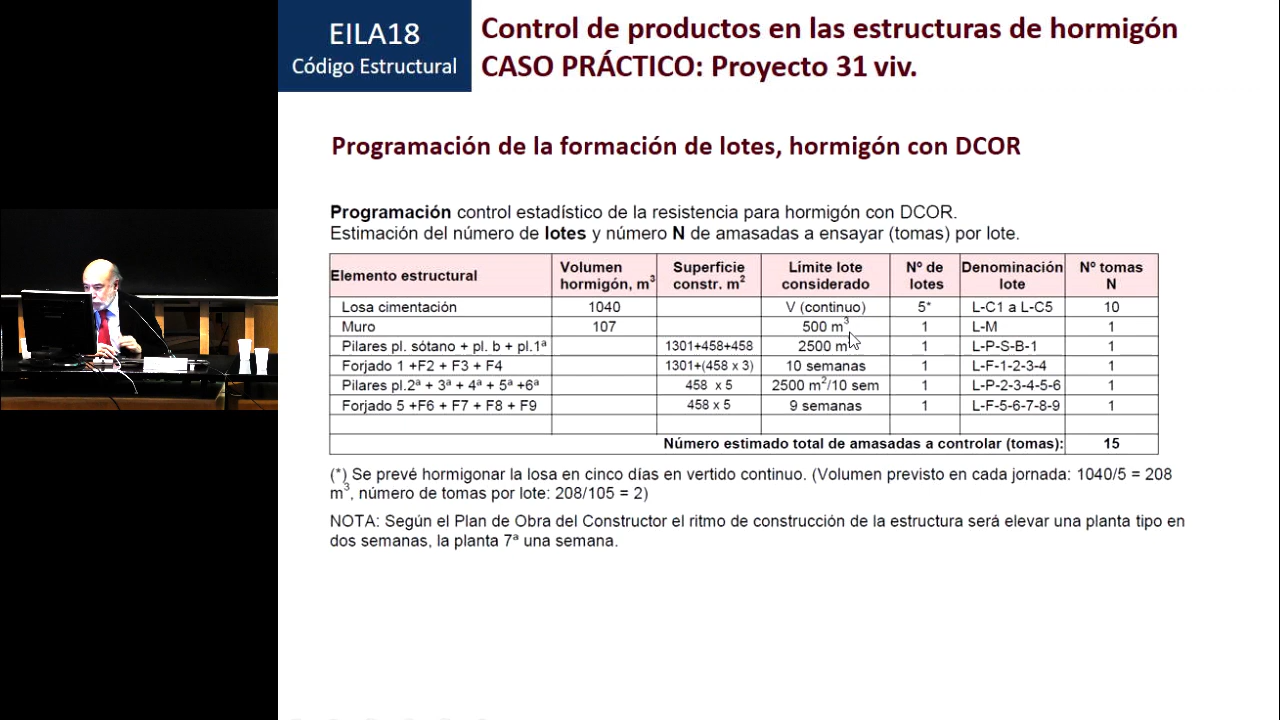 EILA18
Código Estructural
Control de productos en las estructuras de hormigón
CASO PRÁCTICO: Proyecto 31 viv.
Programación de la formación de lotes, hormigón con DCOR
Programación control estadístico de la resistencia para hormigón con DCOR.
Estimación del número de lotes y número N de amasadas a ensayar (tomas) por lote.
Elemento estructural Volumen hormigón, m³ Superficie constr. m² Límite lote considerado Nº de lotes Denominación lote Nº tomas N
Losa cimentación 1040 V (continuo) 5* L-C1 a L-C5 10
Muro 107 500 m³ 1 L-M 1
Pilares pl. sótano + pl. b + pl.1ª 1301+458+458 2500 m 1 L-P-S-B-1 1
Forjado 1 +F2 + F3 + F4 1301+(458 x 3) 10 semanas 1 L-F-1-2-3-4 1
Pilares pl.2ª + 3ª + 4ª + 5ª +6ª 458 x 5 2500 m²/10 sem 1 L-P-2-3-4-5-6 1
Forjado 5 +F6 + F7 + F8 + F9 458 x 5 9 semanas 1 L-F-5-6-7-8-9 1
Número estimado total de amasadas a controlar (tomas): 15
(*) Se prevé hormigonar la losa en cinco días en vertido continuo. (Volumen previsto en cada jornada: 1040/5 = 208
m³, número de tomas por lote: 208/105 = 2)
NOTA: Según el Plan de Obra del Constructor el ritmo de construcción de la estructura será elevar una planta tipo en
dos semanas, la planta 7ª una semana.